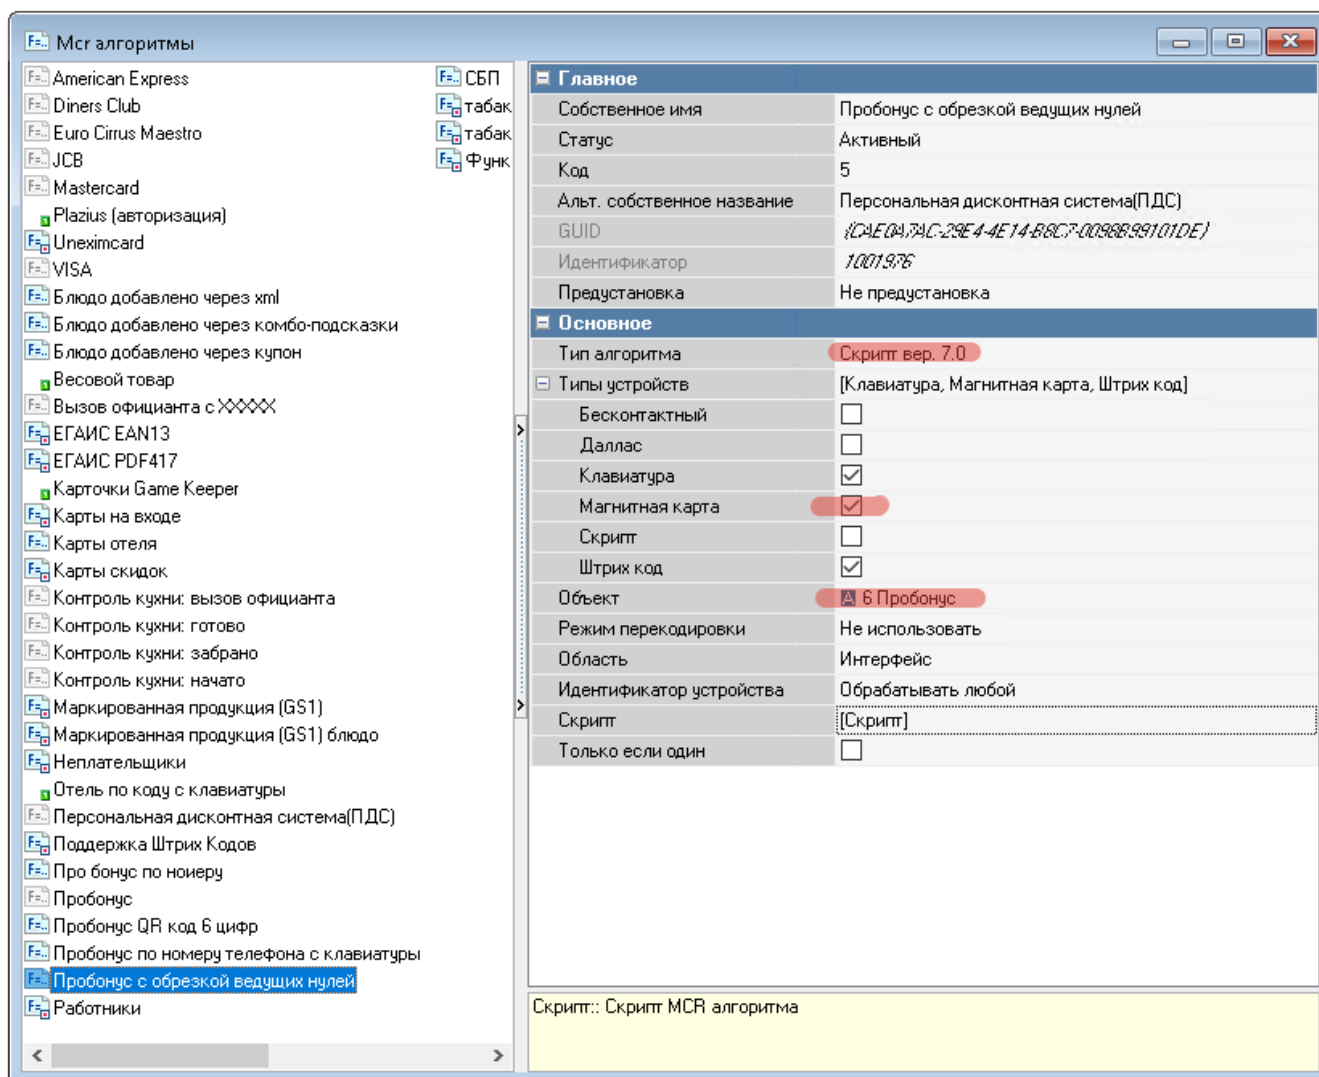 Mcr алгоритмы
American Express
Diners Club
Euro Cirrus Maestro
JCB
Mastercard
Plazius (авторизация)
Uneximcard
VISA
Блюдо добавлено через xml
Блюдо добавлено через комбо-подсказки
Блюдо добавлено через купон
Весовой товар
Вызов официанта с XXXXX
ЕГАИС EAN13
ЕГАИС PDF417
Карточки Game Keeper
Карты на входе
Карты отеля
Карты скидок
Контроль кухни: вызов официанта
Контроль кухни: готово
Контроль кухни: забрано
Контроль кухни: начато
Маркированная продукция (GS1)
Маркированная продукция (GS1) блюдо
Неплательщики
Отель по коду с клавиатуры
Персональная дисконтная система(ПДС)
Поддержка Штрих Кодов
Про бонус по ноиеру
Пробонус
Пробонус QR код 6 цифр
Пробонус по номеру телефона с клавиатуры
Пробонус с обрезкой ведущих нулей
Работники
СБП
табак
табак
Функ
Главное
Собственное имя Пробонус с обрезкой ведущих нулей
Статус Активный
Код 5
Альт. собственное название Персональная дисконтная система(ПДС)
GUID {CAE0A7AC-29E4-4E14-B8C7-0098B99101DE}
Идентификатор 1001976
Предустановка Не предустановка
Основное
Тип алгоритма Скрипт вер. 7.0
Типы устройств [Клавиатура, Магнитная карта, Штрих код]
Бесконтактный
Даллас
Клавиатура
Магнитная карта
Скрипт
Штрих код
Объект A 6 Пробонус
Режим перекодировки Не использовать
Область Интерфейс
Идентификатор устройства Обрабатывать любой
Скрипт [Скрипт]
Только если один
Скрипт:: Скрипт MCR алгоритма